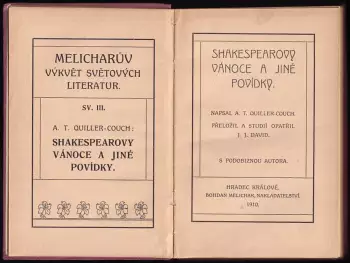 MELICHARŮV
VÝKVĚT SVĚTOVÝCH
LITERATUR.
SV. III.
A. T. QUILLER-COUCH:
SHAKESPEAROVY
VÁNOCE A JINÉ
POVÍDKY.
SHAKESPEAROVY
VÁNOCE A JINÉ
POVÍDKY.
NAPSAL A. T. QUILLER-COUCH.
PŘELOŽIL A STUDIÍ OPATŘIL
J. J. DAVID.
S PODOBIZNOU AUTORA.
HRADEC KRÁLOVÉ,
BOHDAN MELICHAR, NAKLADATELSTVÍ.
1910.